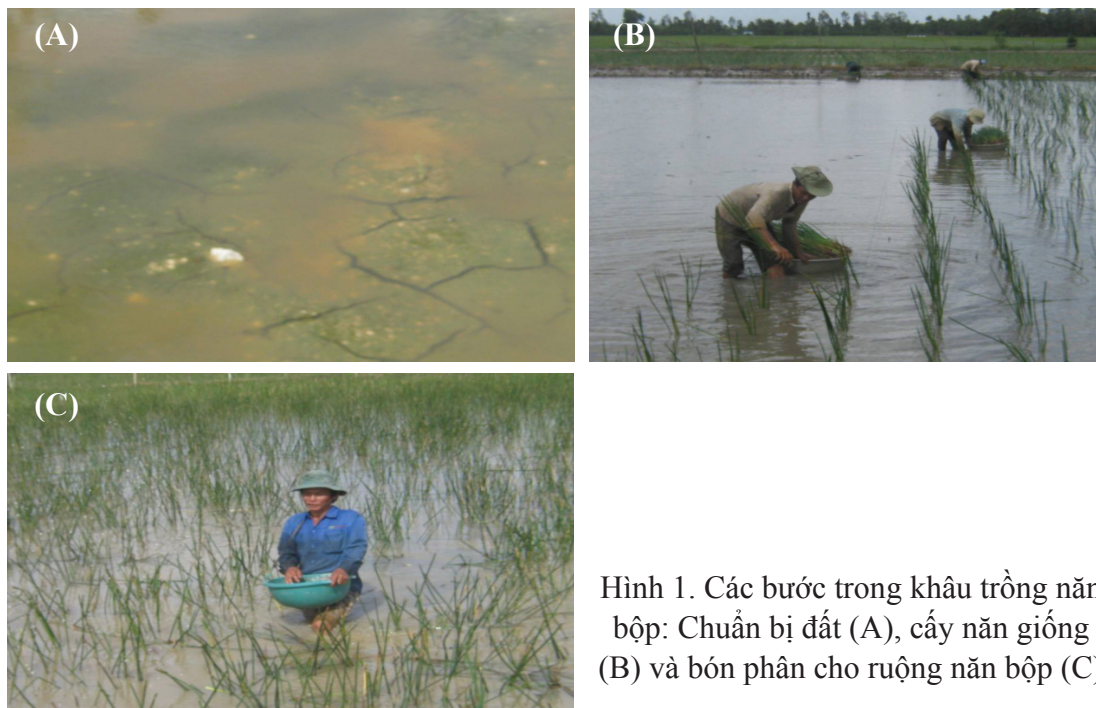 (A)
(B)
(C)
Hình 1. Các bước trong khâu trồng năn
bộp: Chuẩn bị đất (A), cấy năn giống
(B) và bón phân cho ruộng năn bộp (C)